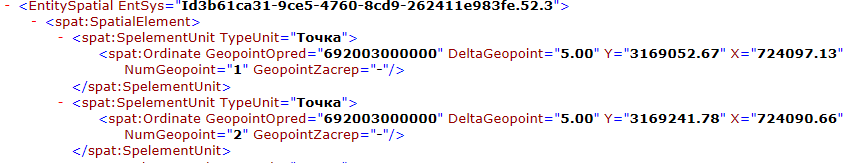 - <EntitySpatial EntSys="Id3b61ca31-9ce5-4760-8cd9-262411e983fe.52.3">
- <spat:SpatialElement>
- <spat:SpelementUnit TypeUnit="Точка">
<spat:Ordinate GeopointOpred="692003000000" DeltaGeopoint="5.00" Y="3169052.67" X="724097.13"
NumGeopoint="1" GeopointZacrep="-"/>
</spat:SpelementUnit>
- <spat:SpelementUnit TypeUnit="Точка">
<spat:Ordinate GeopointOpred="692003000000" DeltaGeopoint="5.00" Y="3169241.78" X="724090.66"
NumGeopoint="2" GeopointZacrep="-"/>
</spat:SpelementUnit>